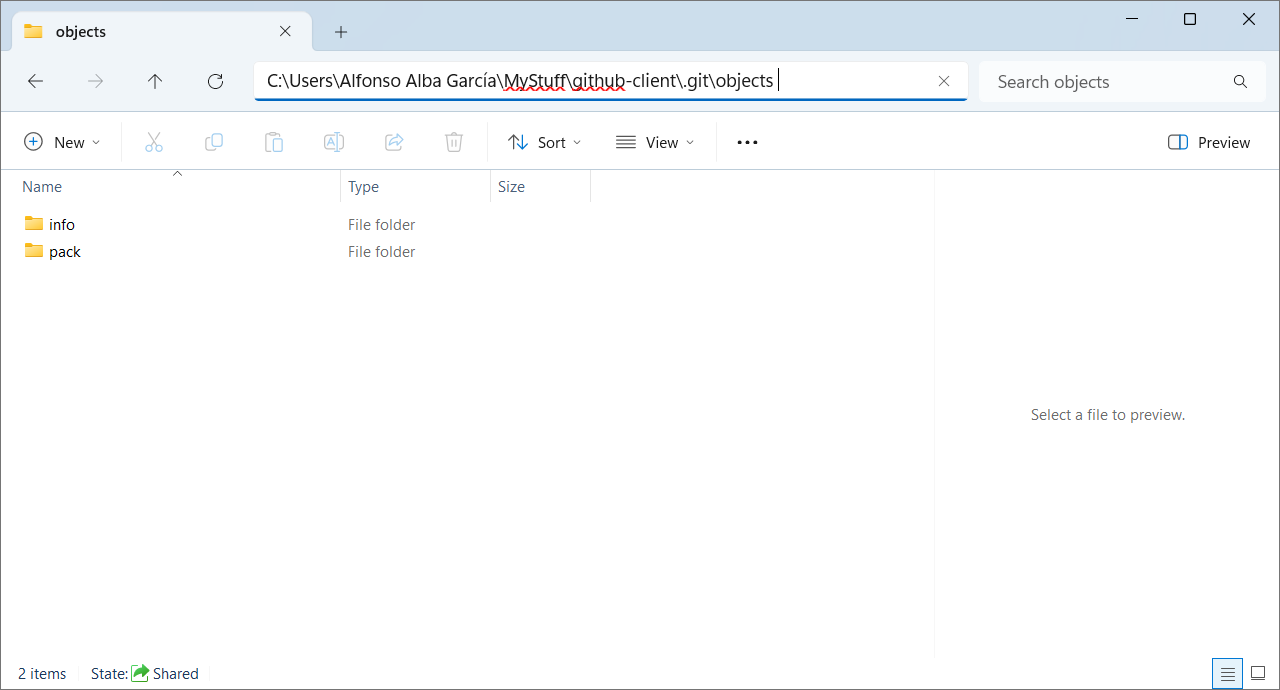 objects
C:\Users\Alfonso Alba García\MyStuff\github-client\.git\objects
Search objects
New
Sort
View
Preview
Name Type Size
info File folder
pack File folder
Select a file to preview.
2 items State: Shared